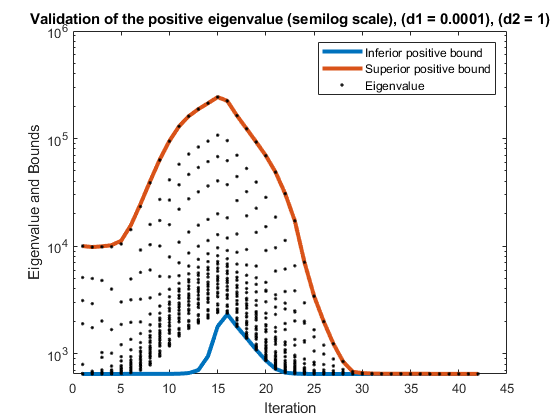 Validation of the positive eigenvalue (semilog scale), (d1 = 0.0001), (d2 = 1)
10^6
10^5
10^4
10^3
Eigenvalue and Bounds
Inferior positive bound
Superior positive bound
Eigenvalue
0 5 10 15 20 25 30 35 40 45
Iteration